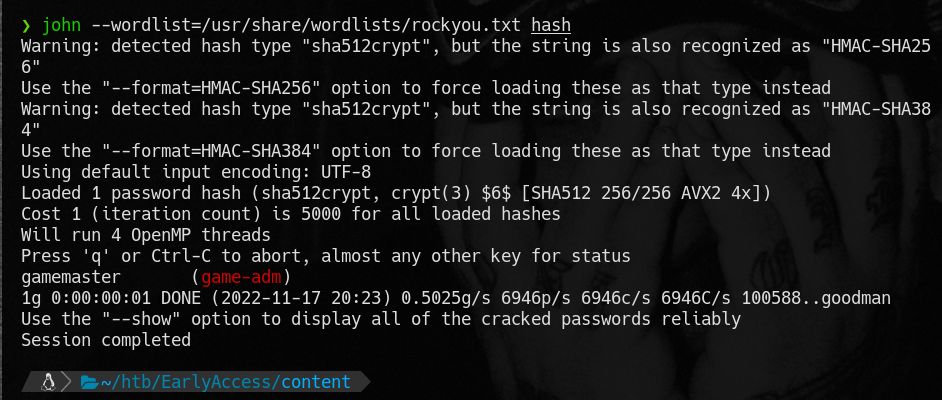 ❯ john --wordlist=/usr/share/wordlists/rockyou.txt hash
Warning: detected hash type "sha512crypt", but the string is also recognized as "HMAC-SHA25
6"
Use the "--format=HMAC-SHA256" option to force loading these as that type instead
Warning: detected hash type "sha512crypt", but the string is also recognized as "HMAC-SHA38
4"
Use the "--format=HMAC-SHA384" option to force loading these as that type instead
Using default input encoding: UTF-8
Loaded 1 password hash (sha512crypt, crypt(3) $6$ [SHA512 256/256 AVX2 4x])
Cost 1 (iteration count) is 5000 for all loaded hashes
Will run 4 OpenMP threads
Press 'q' or Ctrl-C to abort, almost any other key for status
gamemaster       (game-adm)
1g 0:00:00:01 DONE (2022-11-17 20:23) 0.5025g/s 6946p/s 6946c/s 6946C/s 100588..goodman
Use the "--show" option to display all of the cracked passwords reliably
Session completed
~/htb/EarlyAccess/content